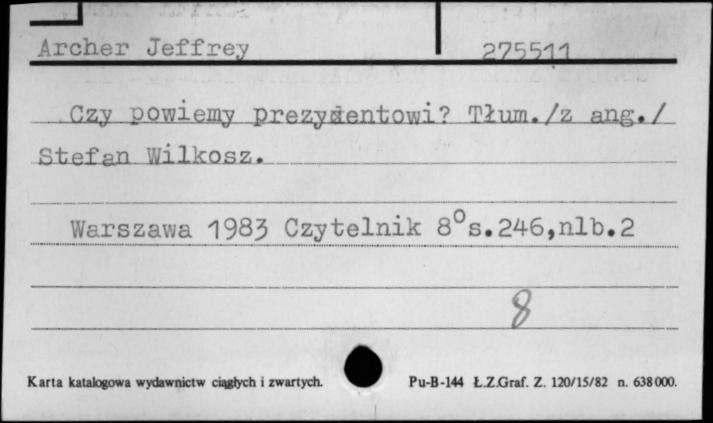 Archer Jeffrey 275511
Czy powiemy prezydentowi? Tłum./z ang./
Stefan Wilkosz.
Warszawa 1983 Czytelnik 8° s.246,nlb.2
8
Karta katalogowa wydawnictw ciągłych i zwartych. Pu-B-144 Ł.Z.Graf. Z. 120/15/82 n. 638000.